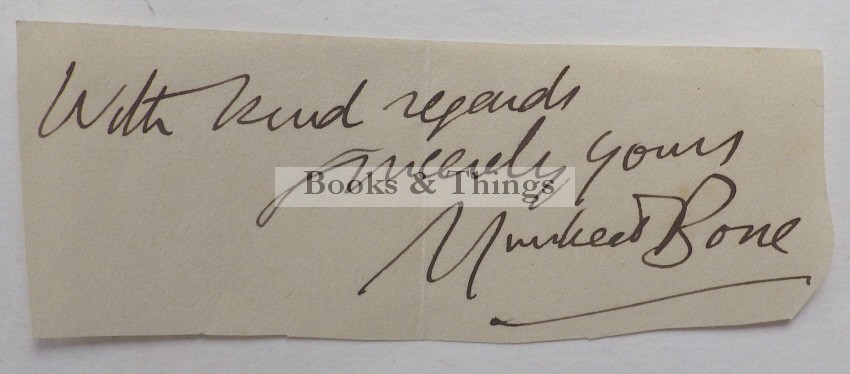 With kind regards
sincerely yours
Books & Things
Muirhead Bone